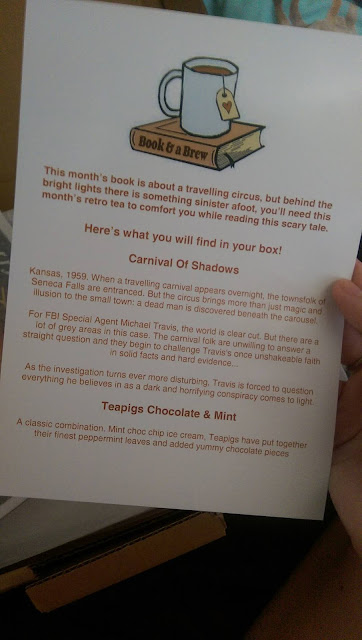 Book & a Brew
This month's book is about a travelling circus, but behind the
bright lights there is something sinister afoot, you'll need this
month's retro tea to comfort you while reading this scary tale.
Here's what you will find in your box!
Carnival Of Shadows
Kansas, 1959. When a travelling carnival appears overnight, the townsfolk of
Seneca Falls are entranced. But the circus brings more than just magic and
illusion to the small town: a dead man is discovered beneath the carousel.
For FBI Special Agent Michael Travis, the world is clear cut. But there are a
lot of grey areas in this case. The carnival folk are unwilling to answer a
straight question and they begin to challenge Travis's once unshakeable faith
in solid facts and hard evidence...
As the investigation turns ever more disturbing, Travis is forced to question
everything he believes in as a dark and horrifying conspiracy comes to light.
Teapigs Chocolate & Mint
A classic combination, Mint choc chip ice cream, Teapigs have put together
their finest peppermint leaves and added yummy chocolate pieces